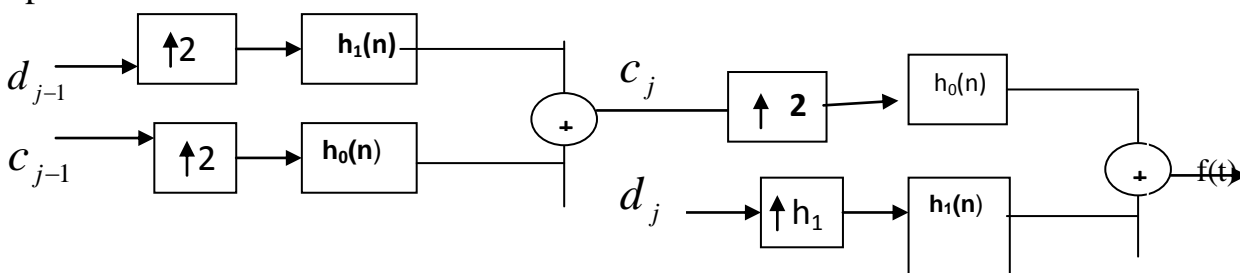 d_{j-1} ↑2 h₁(n) +
c_{j-1} ↑2 h₀(n)
c_j ↑ 2 h₀(n) + f(t)
d_j ↑ h₁ h₁(n)